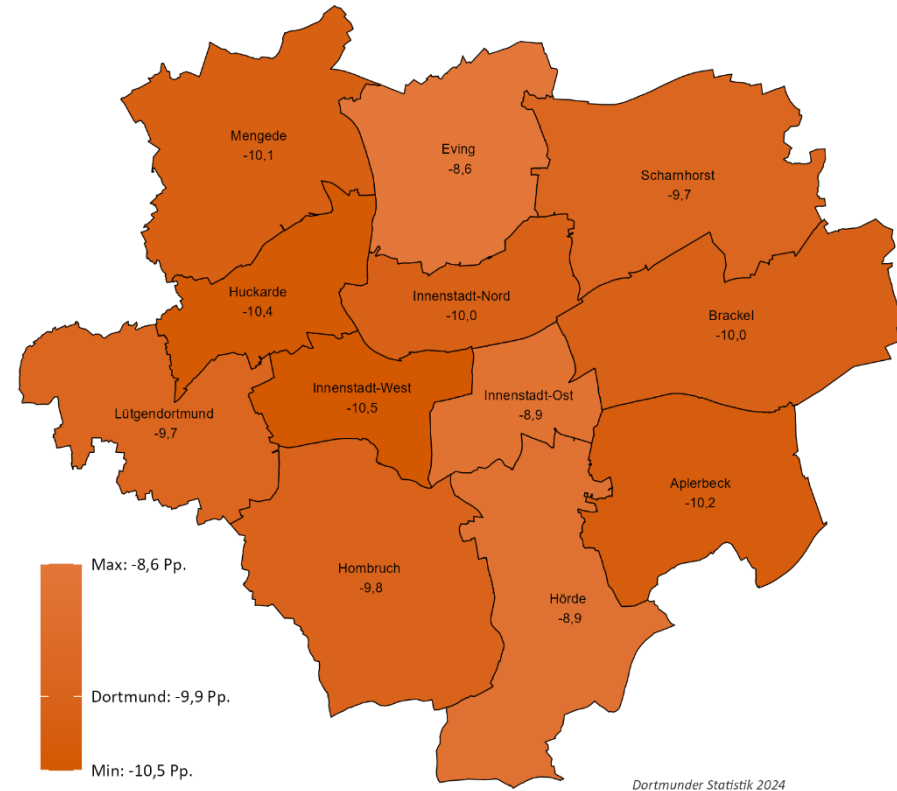 Mengede
-10,1
Eving
-8,6
Scharnhorst
-9,7
Huckarde
-10,4
Innenstadt-Nord
-10,0
Brackel
-10,0
Innenstadt-West
-10,5
Innenstadt-Ost
-8,9
Lütgendortmund
-9,7
Aplerbeck
-10,2
Hombruch
-9,8
Hörde
-8,9
Max: -8,6 Pp.
Dortmund: -9,9 Pp.
Min: -10,5 Pp.
Dortmunder Statistik 2024